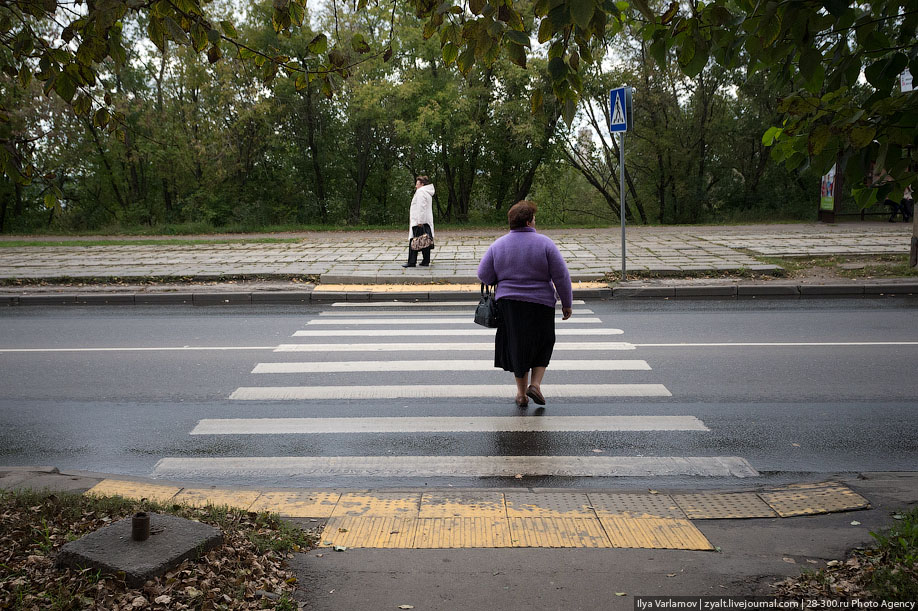 Ilya Varlamov | zyalt.livejournal.com | 28-300.ru Photo Agency